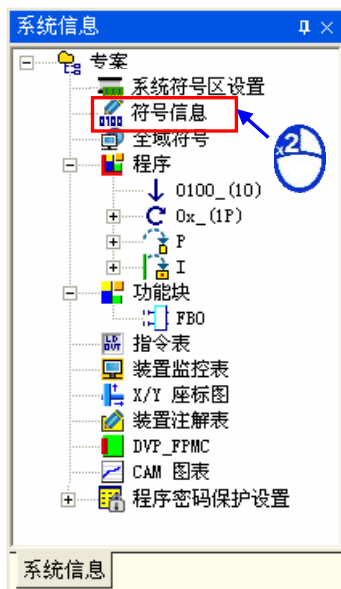 系统信息
专案
系统符号区设置
符号信息
全域符号
程序
O100_(10)
Ox_(1P)
P
I
功能块
FB0
指令表
装置监控表
X/Y 座标图
装置注解表
DVP_FPMC
CAM 图表
程序密码保护设置
系统信息
x2